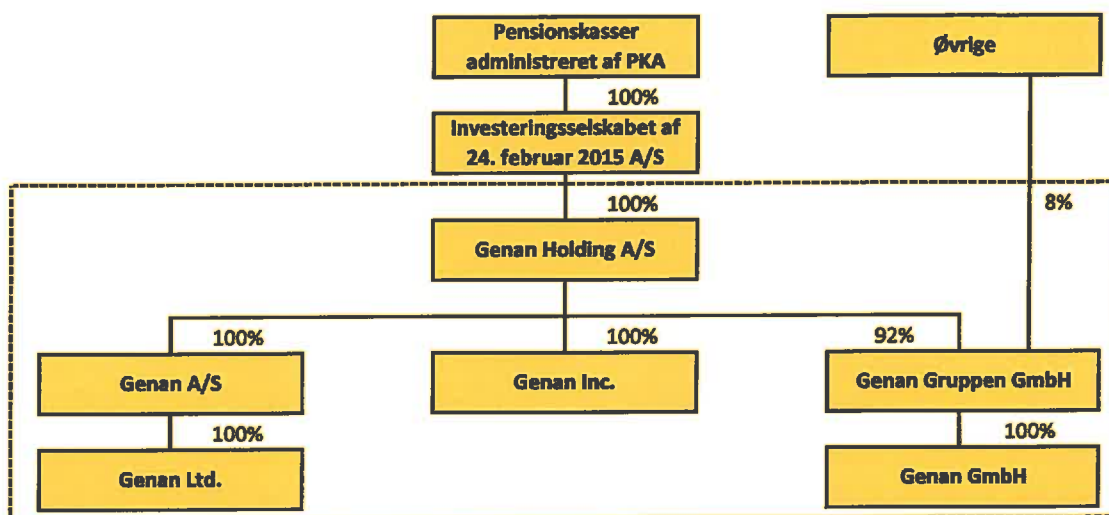 Pensionskasser
administreret af PKA
Øvrige
100%
Investeringsselskabet af
24. februar 2015 A/S
100%
8%
Genan Holding A/S
100%
100%
92%
Genan A/S
Genan Inc.
Genan Gruppen GmbH
100%
100%
Genan Ltd.
Genan GmbH